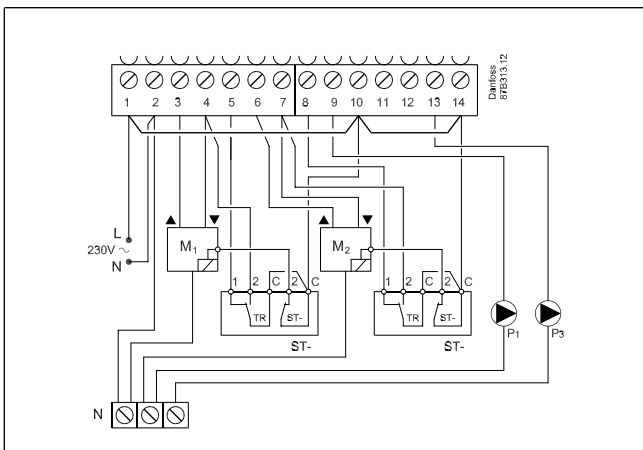 Danfoss
87B313.12
1 2 3 4 5 6 7 8 9 10 11 12 13 14
L
230V ~
N
M1
M2
1 2 C 2 C
1 2 C 2 C
TR ST-
TR ST-
ST-
ST-
P1
P3
N